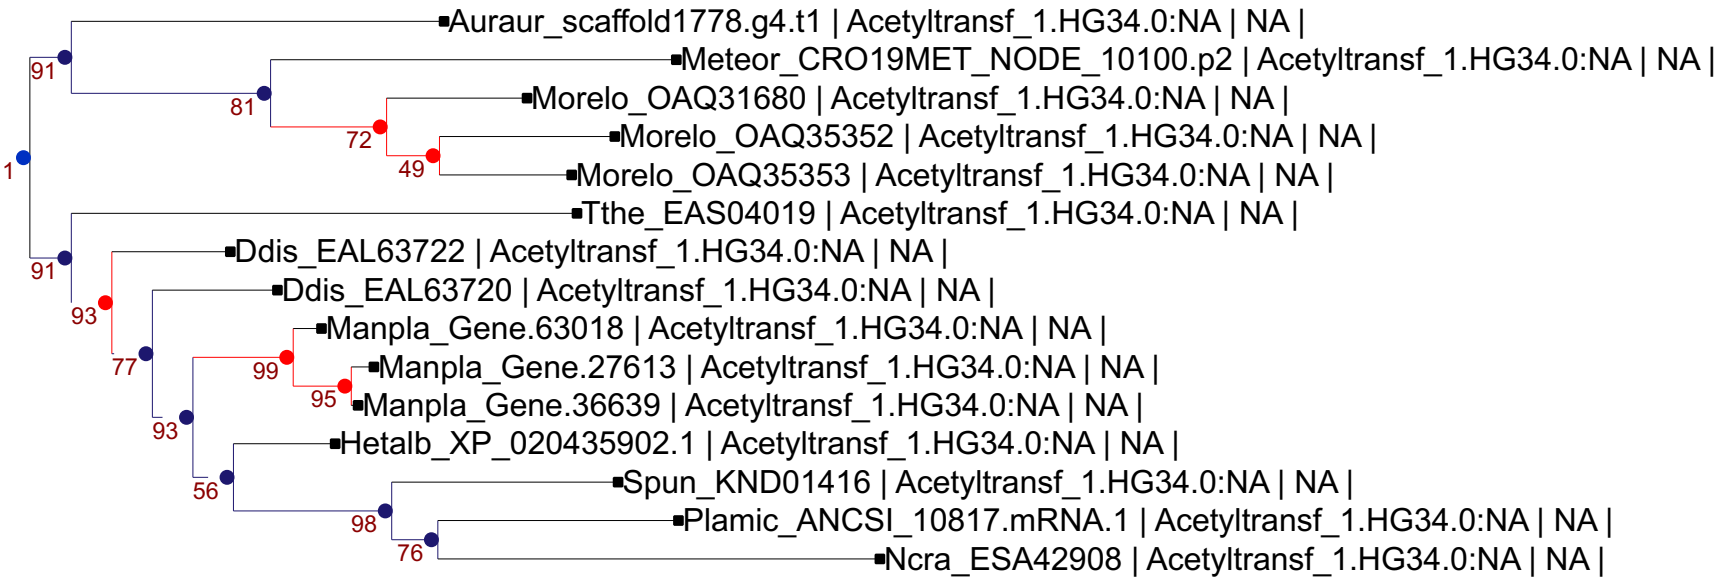 Auraur_scaffold1778.g4.t1 | Acetyltransf_1.HG34.0:NA | NA |
91
Meteor_CRO19MET_NODE_10100.p2 | Acetyltransf_1.HG34.0:NA | NA |
81
Morelo_OAQ31680 | Acetyltransf_1.HG34.0:NA | NA |
72
Morelo_OAQ35352 | Acetyltransf_1.HG34.0:NA | NA |
1
49
Morelo_OAQ35353 | Acetyltransf_1.HG34.0:NA | NA |
Tthe_EAS04019 | Acetyltransf_1.HG34.0:NA | NA |
Ddis_EAL63722 | Acetyltransf_1.HG34.0:NA | NA |
91
Ddis_EAL63720 | Acetyltransf_1.HG34.0:NA | NA |
93
Manpla_Gene.63018 | Acetyltransf_1.HG34.0:NA | NA |
77
99
Manpla_Gene.27613 | Acetyltransf_1.HG34.0:NA | NA |
95
Manpla_Gene.36639 | Acetyltransf_1.HG34.0:NA | NA |
93
Hetalb_XP_020435902.1 | Acetyltransf_1.HG34.0:NA | NA |
56
Spun_KND01416 | Acetyltransf_1.HG34.0:NA | NA |
98
Plamic_ANCSI_10817.mRNA.1 | Acetyltransf_1.HG34.0:NA | NA |
76
Ncra_ESA42908 | Acetyltransf_1.HG34.0:NA | NA |